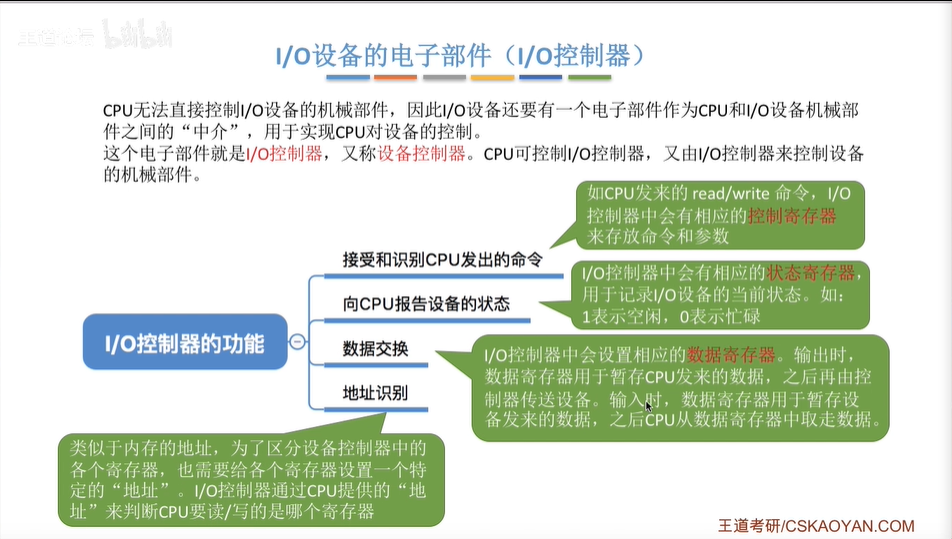 王道考研 bilibili
I/O设备的电子部件（I/O控制器）
CPU无法直接控制I/O设备的机械部件，因此I/O设备还要有一个电子部件作为CPU和I/O设备机械部
件之间的“中介”，用于实现CPU对设备的控制。
这个电子部件就是I/O控制器，又称设备控制器。CPU可控制I/O控制器，又由I/O控制器来控制设备
的机械部件。
如CPU发来的 read/write 命令，I/O
控制器中会有相应的控制寄存器
来存放命令和参数
接受和识别CPU发出的命令
I/O控制器中会有相应的状态寄存器，
用于记录I/O设备的当前状态。如：
1表示空闲，0表示忙碌
向CPU报告设备的状态
I/O控制器的功能
数据交换
I/O控制器中会设置相应的数据寄存器。输出时，
数据寄存器用于暂存CPU发来的数据，之后再由控
制器传送设备。输入时，数据寄存器用于暂存设
备发来的数据，之后CPU从数据寄存器中取走数据。
地址识别
类似于内存的地址，为了区分设备控制器中的
各个寄存器，也需要给各个寄存器设置一个特
定的“地址”。I/O控制器通过CPU提供的“地
址”来判断CPU要读/写的是哪个寄存器
王道考研/CSKAOYAN.COM